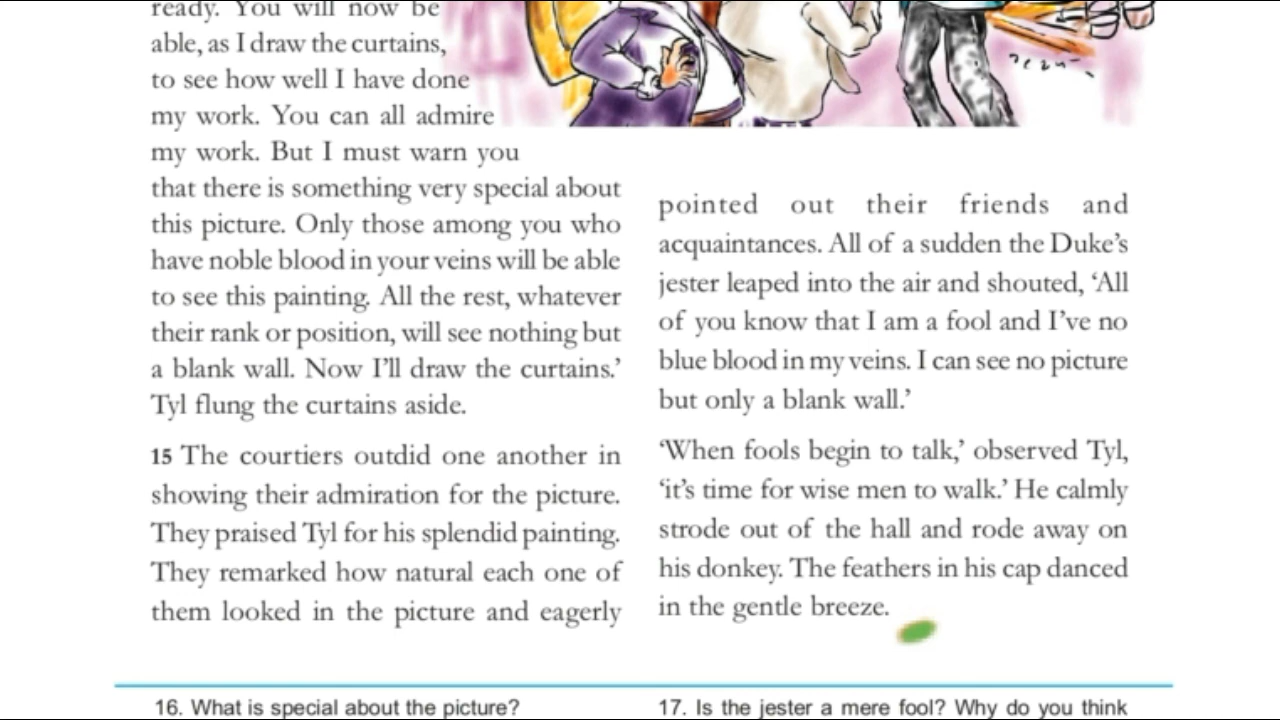 ready. You will now be
able, as I draw the curtains,
to see how well I have done
my work. You can all admire
my work. But I must warn you
that there is something very special about
this picture. Only those among you who
have noble blood in your veins will be able
to see this painting. All the rest, whatever
their rank or position, will see nothing but
a blank wall. Now I’ll draw the curtains.’
Tyl flung the curtains aside.
15 The courtiers outdid one another in
showing their admiration for the picture.
They praised Tyl for his splendid painting.
They remarked how natural each one of
them looked in the picture and eagerly
pointed out their friends and
acquaintances. All of a sudden the Duke’s
jester leaped into the air and shouted, ‘All
of you know that I am a fool and I’ve no
blue blood in my veins. I can see no picture
but only a blank wall.’
‘When fools begin to talk,’ observed Tyl,
‘it’s time for wise men to walk.’ He calmly
strode out of the hall and rode away on
his donkey. The feathers in his cap danced
in the gentle breeze.
16. What is special about the picture?
17. Is the jester a mere fool? Why do you think